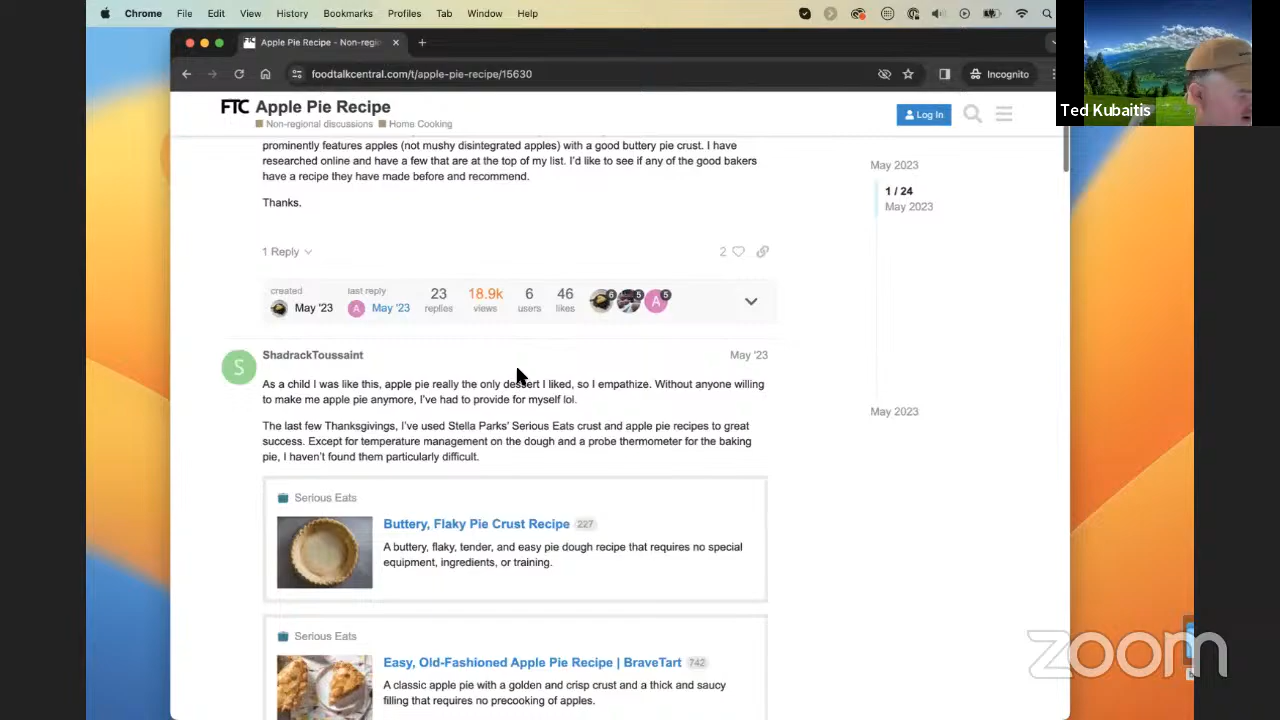 Chrome File Edit View History Bookmarks Profiles Tab Window Help
Apple Pie Recipe - Non-regi
foodtalkcentral.com/t/apple-pie-recipe/15630
Incognito
Ted Kubaitis
FTC Apple Pie Recipe
Non-regional discussions Home Cooking
Log In
prominently features apples (not mushy disintegrated apples) with a good buttery pie crust. I have
researched online and have a few that are at the top of my list. I'd like to see if any of the good bakers
have a recipe they have made before and recommend.
Thanks.
May 2023
1 / 24
May 2023
May 2023
1 Reply
2
created
May '23
last reply
A May '23
23
replies
18.9k
views
6
users
46
likes
6 5 A 5
S
ShadrackToussaint
May '23
As a child I was like this, apple pie really the only dessert I liked, so I empathize. Without anyone willing
to make me apple pie anymore, I've had to provide for myself lol.
The last few Thanksgivings, I've used Stella Parks' Serious Eats crust and apple pie recipes to great
success. Except for temperature management on the dough and a probe thermometer for the baking
pie, I haven't found them particularly difficult.
Serious Eats
Buttery, Flaky Pie Crust Recipe 227
A buttery, flaky, tender, and easy pie dough recipe that requires no special
equipment, ingredients, or training.
Serious Eats
Easy, Old-Fashioned Apple Pie Recipe | BraveTart 742
A classic apple pie with a golden and crisp crust and a thick and saucy
filling that requires no precooking of apples.
zoom